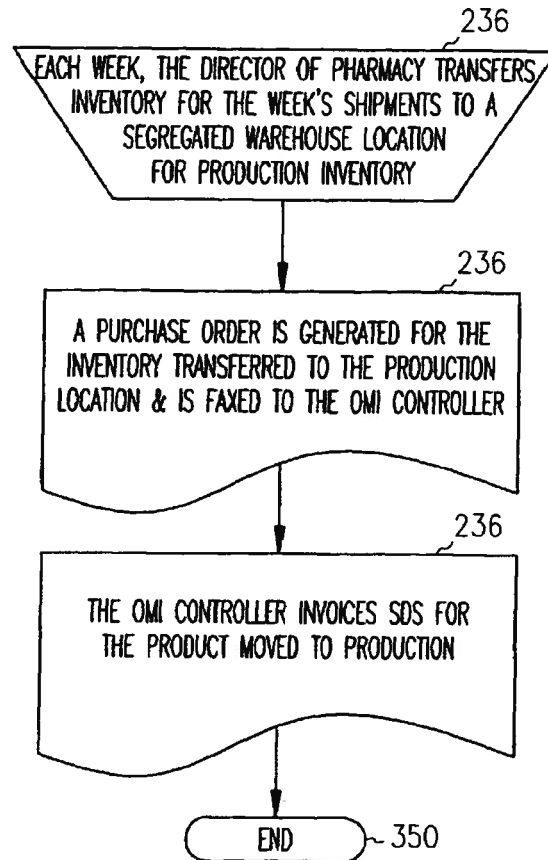 236
EACH WEEK, THE DIRECTOR OF PHARMACY TRANSFERS
INVENTORY FOR THE WEEK'S SHIPMENTS TO A
SEGREGATED WAREHOUSE LOCATION
FOR PRODUCTION INVENTORY
236
A PURCHASE ORDER IS GENERATED FOR THE
INVENTORY TRANSFERRED TO THE PRODUCTION
LOCATION & IS FAXED TO THE OMI CONTROLLER
236
THE OMI CONTROLLER INVOICES SDS FOR
THE PRODUCT MOVED TO PRODUCTION
END 350